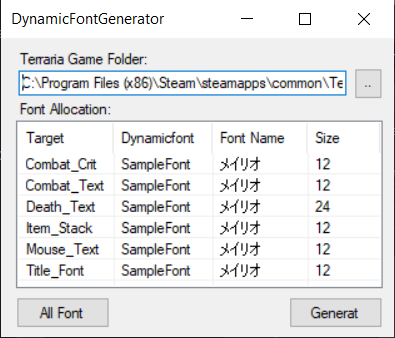 DynamicFontGenerator
Terraria Game Folder:
C:\Program Files (x86)\Steam\steamapps\common\Te
..
Font Allocation:
Target Dynamicfont Font Name Size
Combat_Crit SampleFont メイリオ 12
Combat_Text SampleFont メイリオ 12
Death_Text SampleFont メイリオ 24
Item_Stack SampleFont メイリオ 12
Mouse_Text SampleFont メイリオ 12
Title_Font SampleFont メイリオ 12
All Font Generat